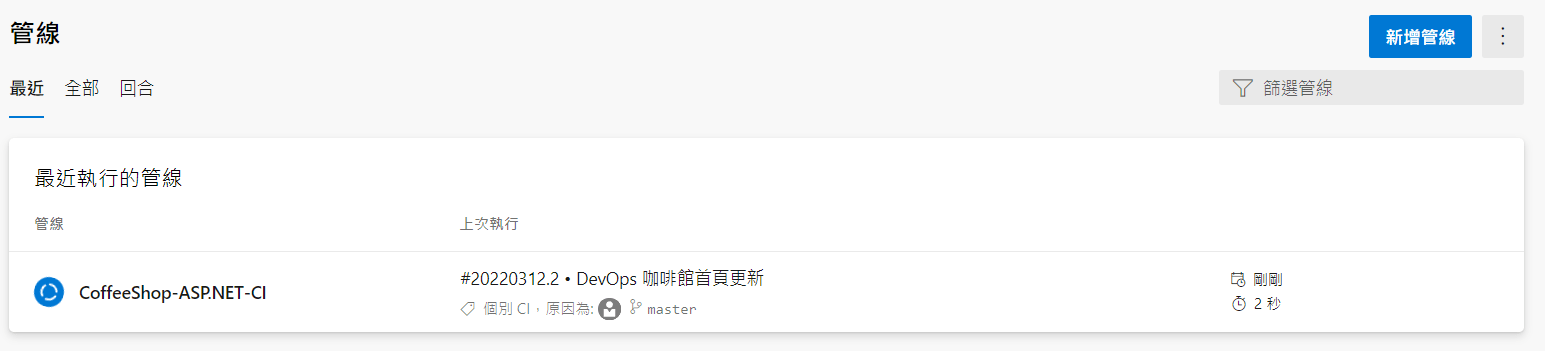 管線
新增管線
最近 全部 回合
篩選管線
最近執行的管線
管線 上次執行
CoffeeShop-ASP.NET-CI
#20220312.2 • DevOps 咖啡館首頁更新
剛剛
個別 CI，原因為: master
2 秒